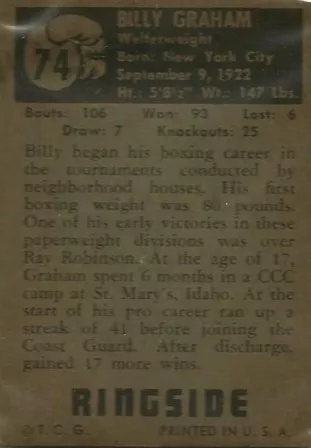 74
BILLY GRAHAM
Welterweight
Born: New York City
September 9, 1922
Ht.: 5'8½" Wt.: 147 Lbs.
Bouts: 106 Won: 93 Lost: 6
Draw: 7 Knockouts: 25
Billy began his boxing career in
the tournaments conducted by
neighborhood houses. His first
boxing weight was 80 pounds.
One of his early victories in these
paperweight divisions was over
Ray Robinson. At the age of 17,
Graham spent 6 months in a CCC
camp at St. Mary's, Idaho. At the
start of his pro career ran up a
streak of 41 before joining the
Coast Guard. After discharge,
gained 17 more wins.
RINGSIDE
© T. C. G. PRINTED IN U. S. A.